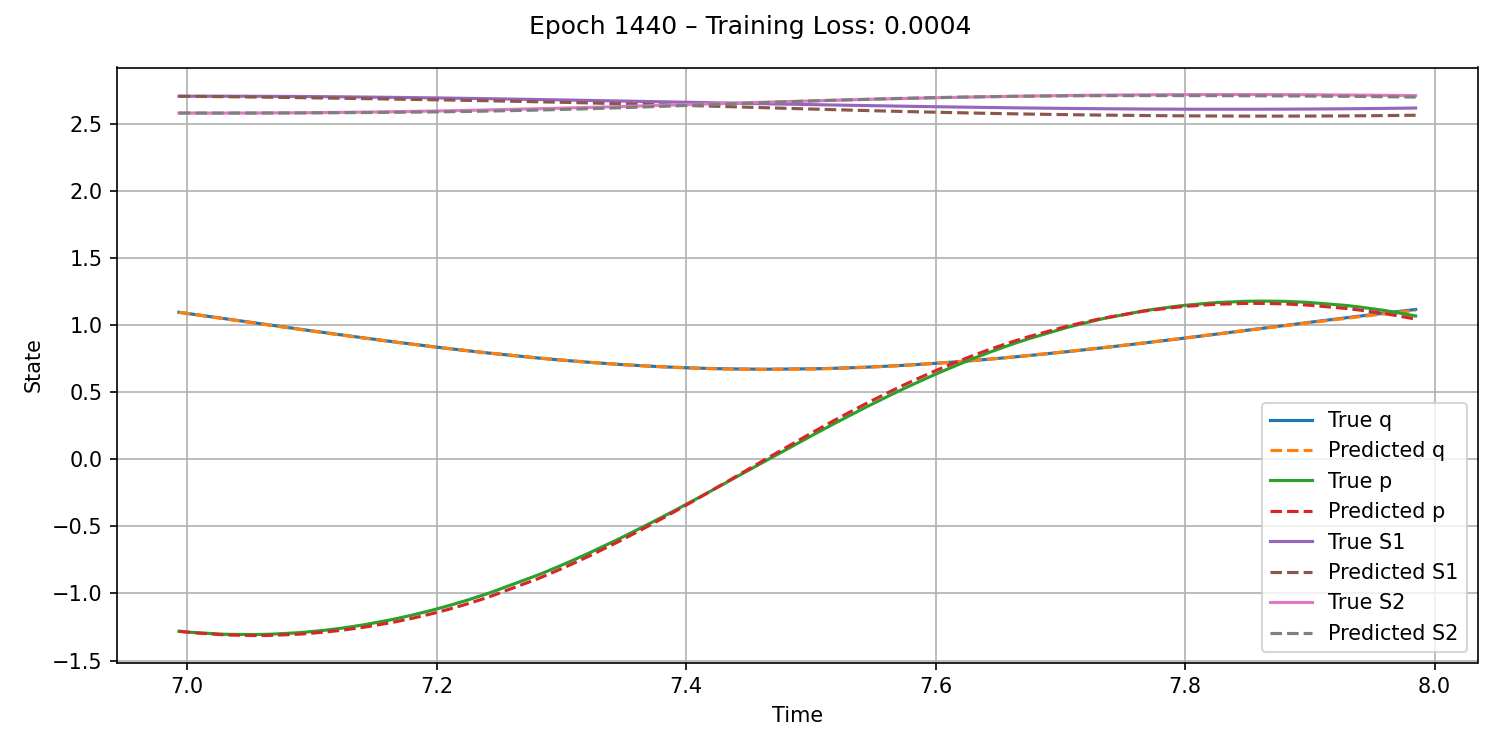 Epoch 1440 – Training Loss: 0.0004
State
2.5
2.0
1.5
1.0
0.5
0.0
−0.5
−1.0
−1.5
True q
Predicted q
True p
Predicted p
True S1
Predicted S1
True S2
Predicted S2
7.0 7.2 7.4 7.6 7.8 8.0
Time